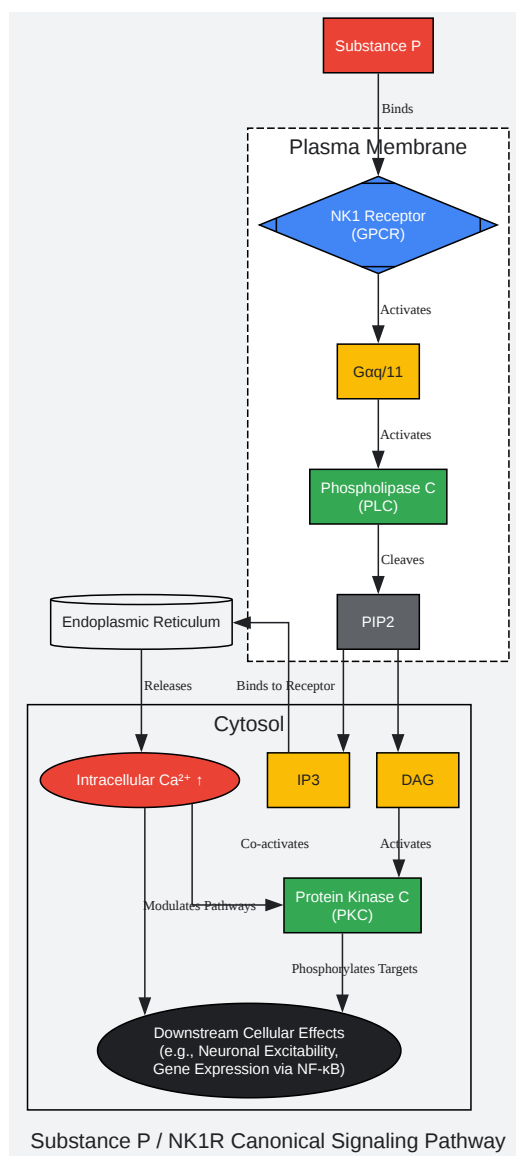 Substance P
Binds
Plasma Membrane
NK1 Receptor
(GPCR)
Activates
Gαq/11
Activates
Phospholipase C
(PLC)
Cleaves
Endoplasmic Reticulum
PIP2
Releases
Binds to Receptor
Cytosol
Intracellular Ca²⁺ ↑
IP3
DAG
Co-activates
Activates
Protein Kinase C
(PKC)
Modulates Pathways
Phosphorylates Targets
Downstream Cellular Effects
(e.g., Neuronal Excitability,
Gene Expression via NF-κB)
Substance P / NK1R Canonical Signaling Pathway